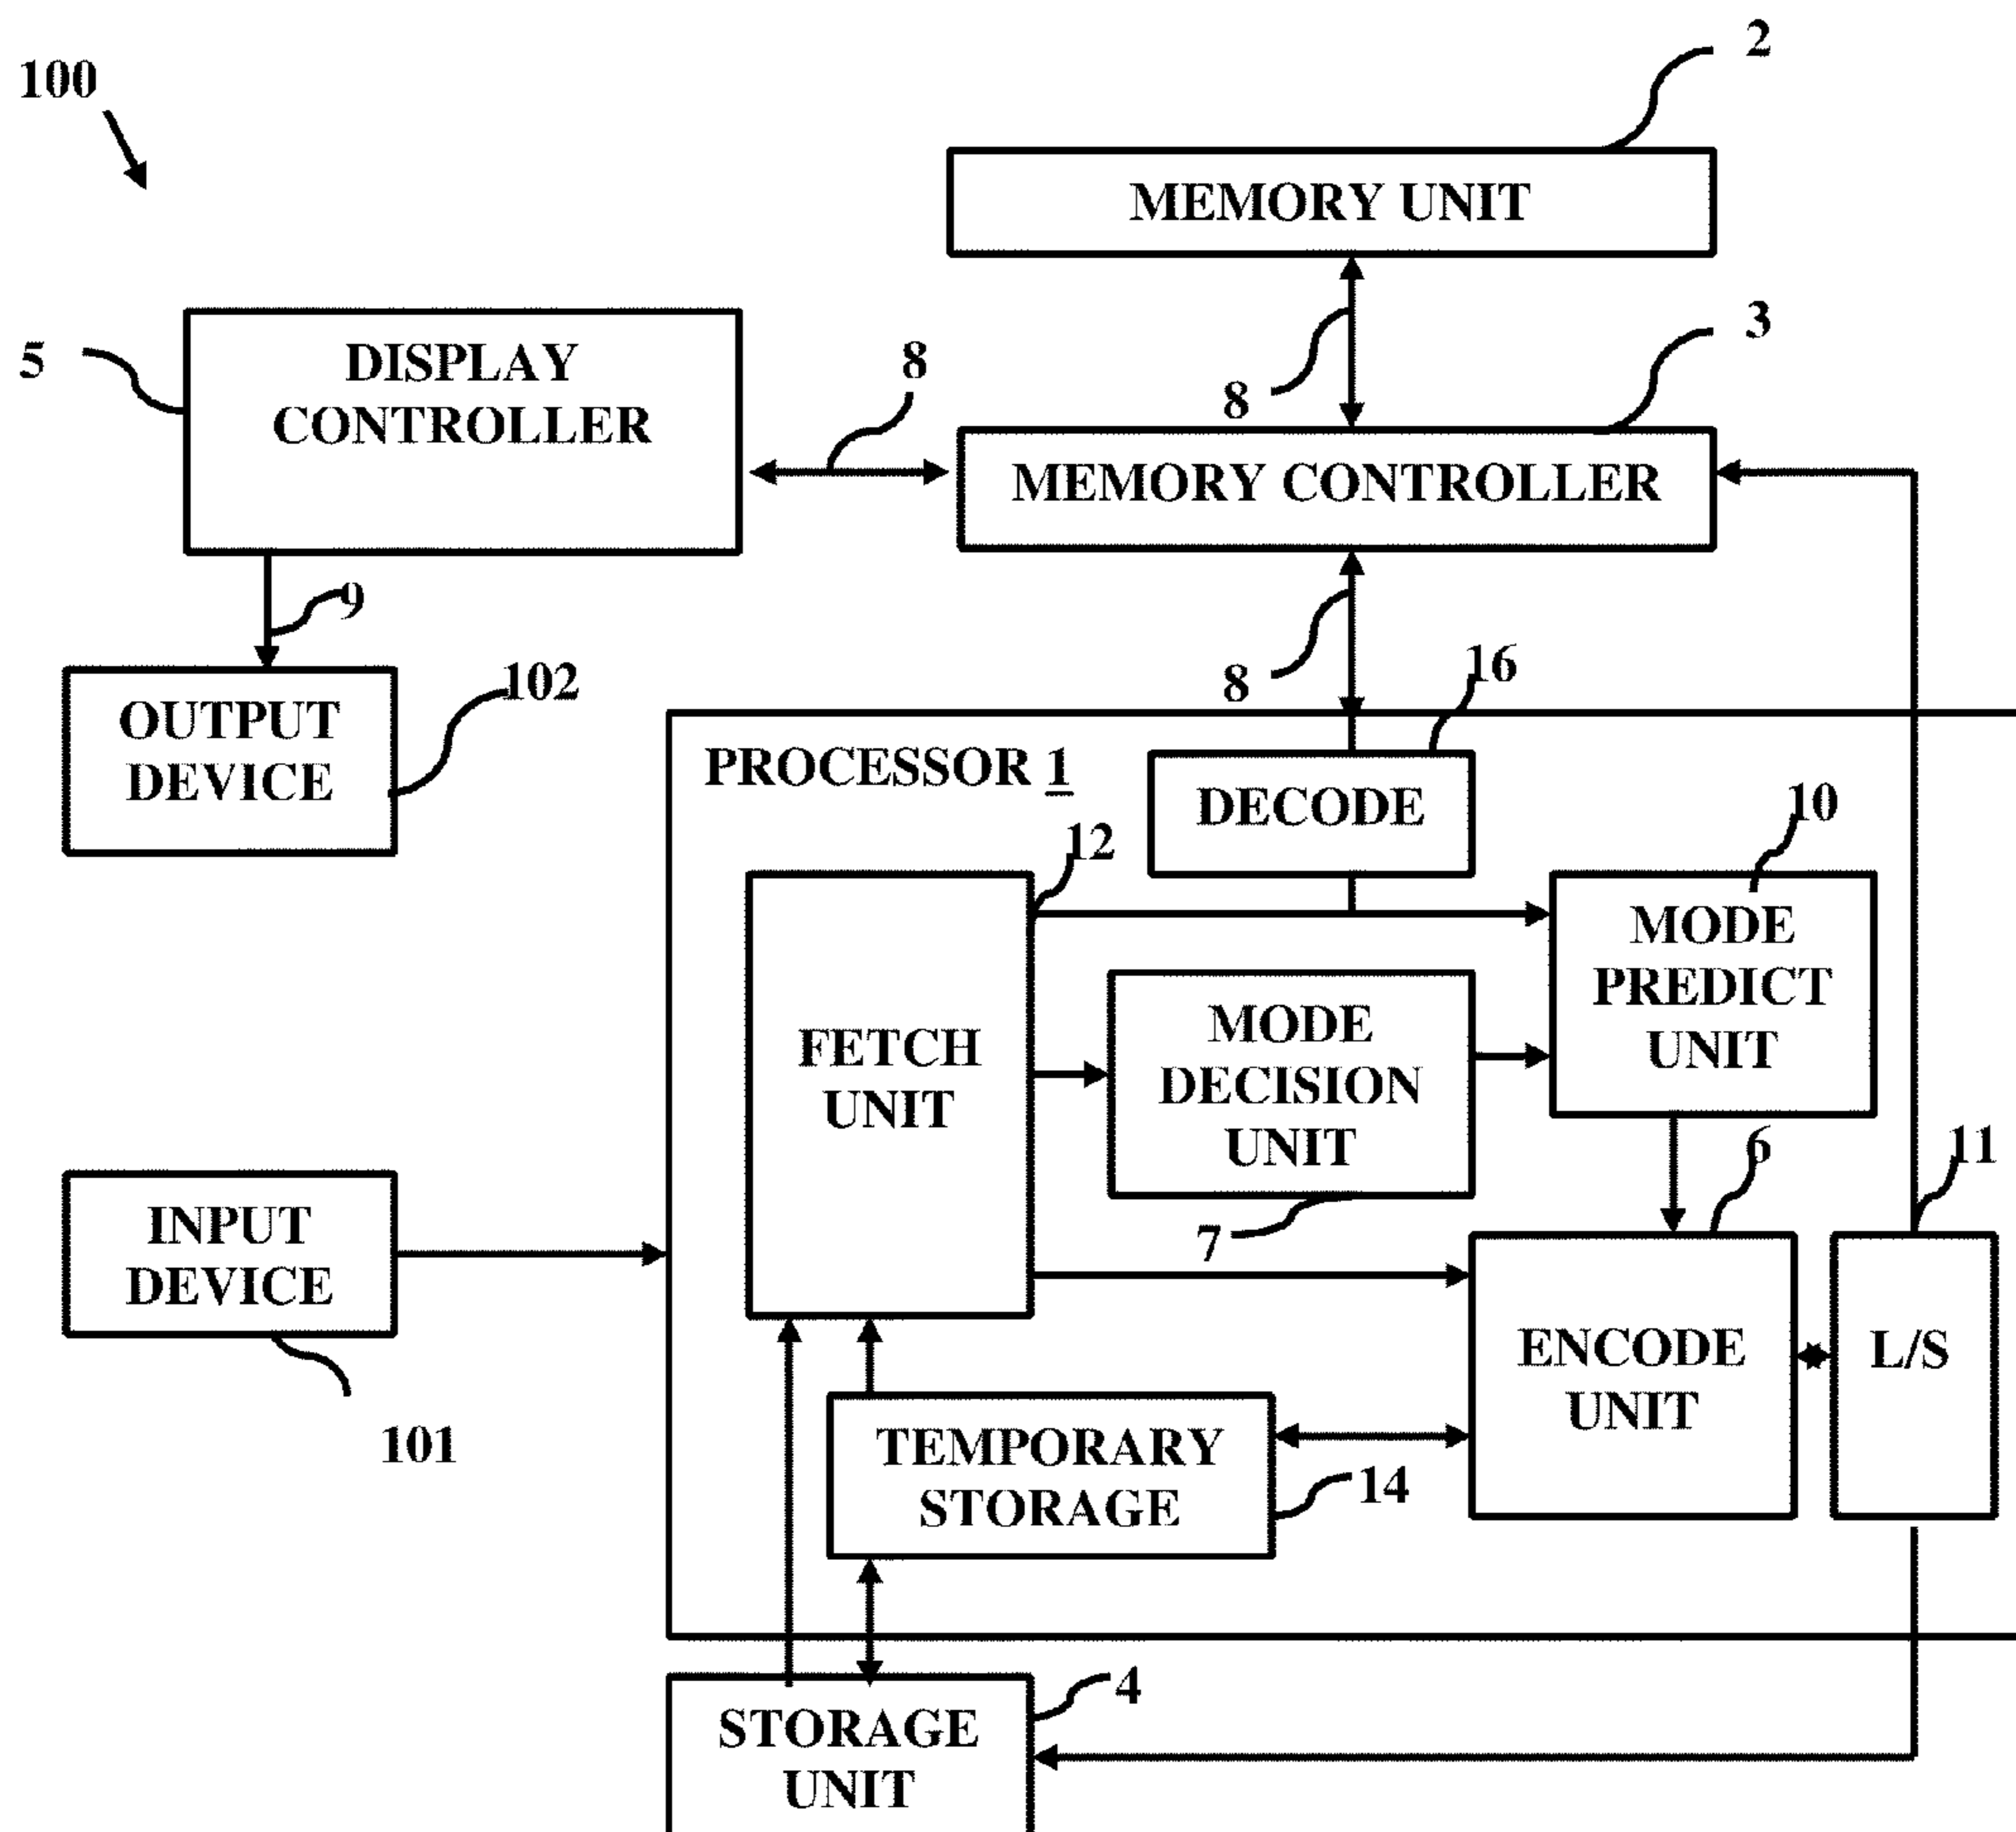 100
2
MEMORY UNIT
8
3
5
DISPLAY
CONTROLLER
8
MEMORY CONTROLLER
9
8
16
OUTPUT
DEVICE
102
PROCESSOR 1
DECODE
10
12
FETCH
UNIT
MODE
PREDICT
UNIT
MODE
DECISION
UNIT
7
6
11
INPUT
DEVICE
101
ENCODE
UNIT
L/S
TEMPORARY
STORAGE
14
STORAGE
UNIT
4